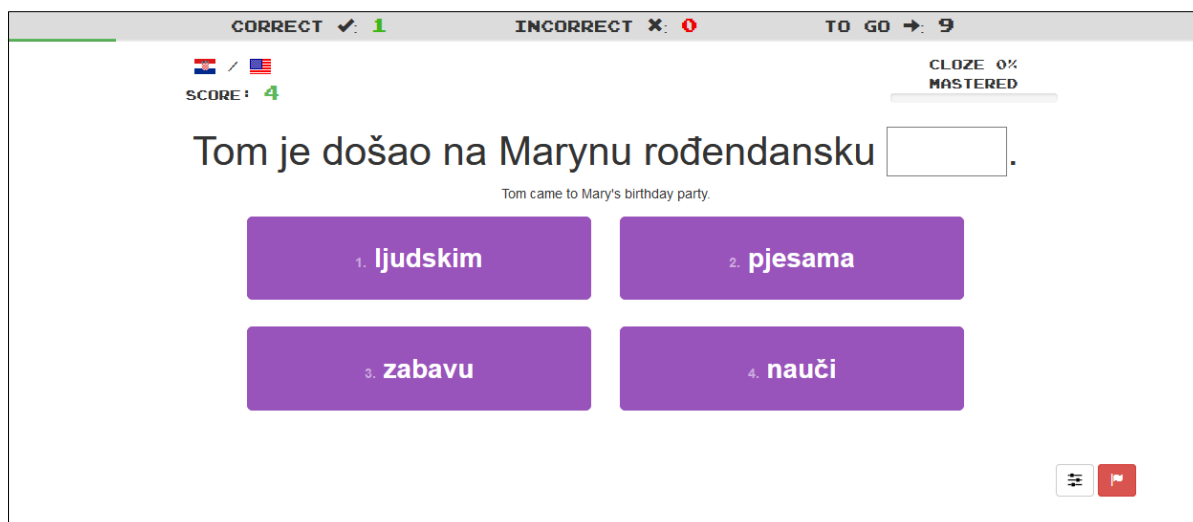 CORRECT ✔: 1 INCORRECT ✖: 0 TO GO ➔: 9
/
SCORE: 4
CLOZE 0%
MASTERED
Tom je došao na Marynu rođendansku .
Tom came to Mary's birthday party.
1. ljudskim
2. pjesama
3. zabavu
4. nauči